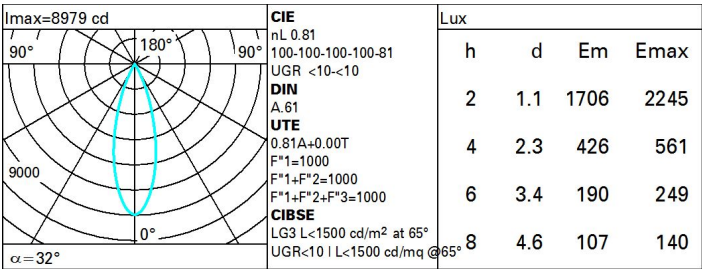 Imax=8979 cd
90°
180°
90°
9000
0°
α=32°
CIE
nL 0.81
100-100-100-100-81
UGR <10-<10
DIN
A.61
UTE
0.81A+0.00T
F"1=1000
F"1+F"2=1000
F"1+F"2+F"3=1000
CIBSE
LG3 L<1500 cd/m² at 65°
UGR<10 | L<1500 cd/mq @65°
Lux
h d Em Emax
2 1.1 1706 2245
4 2.3 426 561
6 3.4 190 249
8 4.6 107 140